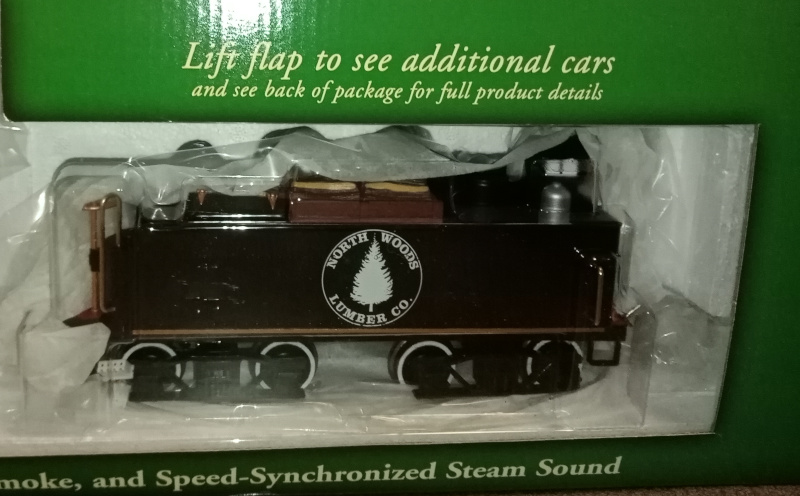 Lift flap to see additional cars
and see back of package for full product details
NORTH WOODS
LUMBER CO.
moke, and Speed-Synchronized Steam Sound